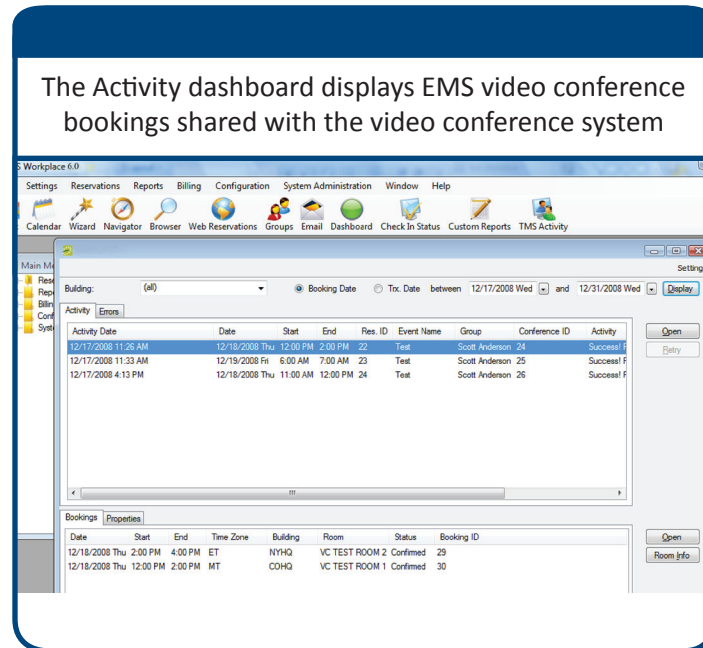 The Activity dashboard displays EMS video conference
bookings shared with the video conference system
S Workplace 6.0
Settings Reservations Reports Billing Configuration System Administration Window Help
Calendar Wizard Navigator Browser Web Reservations Groups Email Dashboard Check In Status Custom Reports TMS Activity
Main Me
Setting
Rese
Building: (all) Booking Date Trx. Date between 12/17/2008 Wed and 12/31/2008 Wed Display
Repo
Billin
Conf
Syste
Activity Errors
Activity Date Date Start End Res. ID Event Name Group Conference ID Activity Open
12/17/2008 11:26 AM 12/18/2008 Thu 12:00 PM 2:00 PM 22 Test Scott Anderson 24 Success! F Retry
12/17/2008 11:33 AM 12/19/2008 Fri 6:00 AM 7:00 AM 23 Test Scott Anderson 25 Success! F
12/17/2008 4:13 PM 12/18/2008 Thu 11:00 AM 12:00 PM 24 Test Scott Anderson 26 Success! F
Bookings Properties
Date Start End Time Zone Building Room Status Booking ID Open
12/18/2008 Thu 2:00 PM 4:00 PM ET NYHQ VC TEST ROOM 2 Confirmed 29 Room Info
12/18/2008 Thu 12:00 PM 2:00 PM MT COHQ VC TEST ROOM 1 Confirmed 30